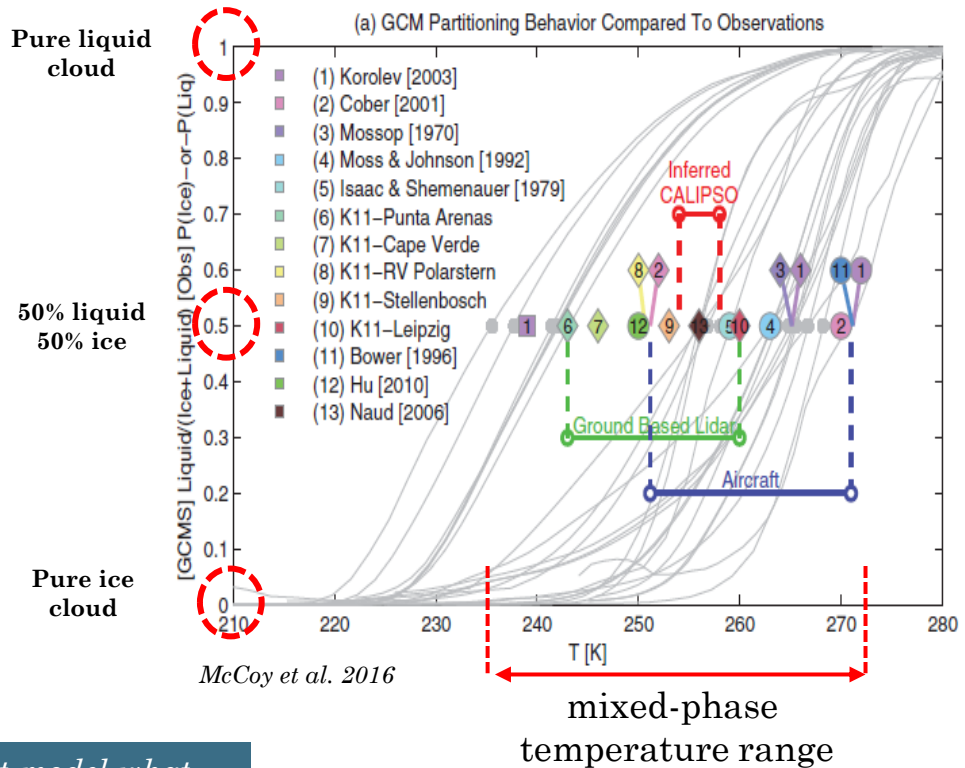 (a) GCM Partitioning Behavior Compared To Observations
Pure liquid
cloud
50% liquid
50% ice
Pure ice
cloud
[GCMS] Liquid/(Ice+Liquid) [Obs] P(Ice)−or−P(Liq)
1
0.9
0.8
0.7
0.6
0.5
0.4
0.3
0.2
0.1
0
(1) Korolev [2003]
(2) Cober [2001]
(3) Mossop [1970]
(4) Moss & Johnson [1992]
(5) Isaac & Shemenauer [1979]
(6) K11−Punta Arenas
(7) K11−Cape Verde
(8) K11−RV Polarstern
(9) K11−Stellenbosch
(10) K11−Leipzig
(11) Bower [1996]
(12) Hu [2010]
(13) Naud [2006]
Inferred
CALIPSO
8 2 3 1 11 1
1 6 7 12 9 13 5 10 4 2
Ground Based Lidar
Aircraft
210 220 230 240 250 260 270 280
T [K]
McCoy et al. 2016
mixed-phase
temperature range
model what